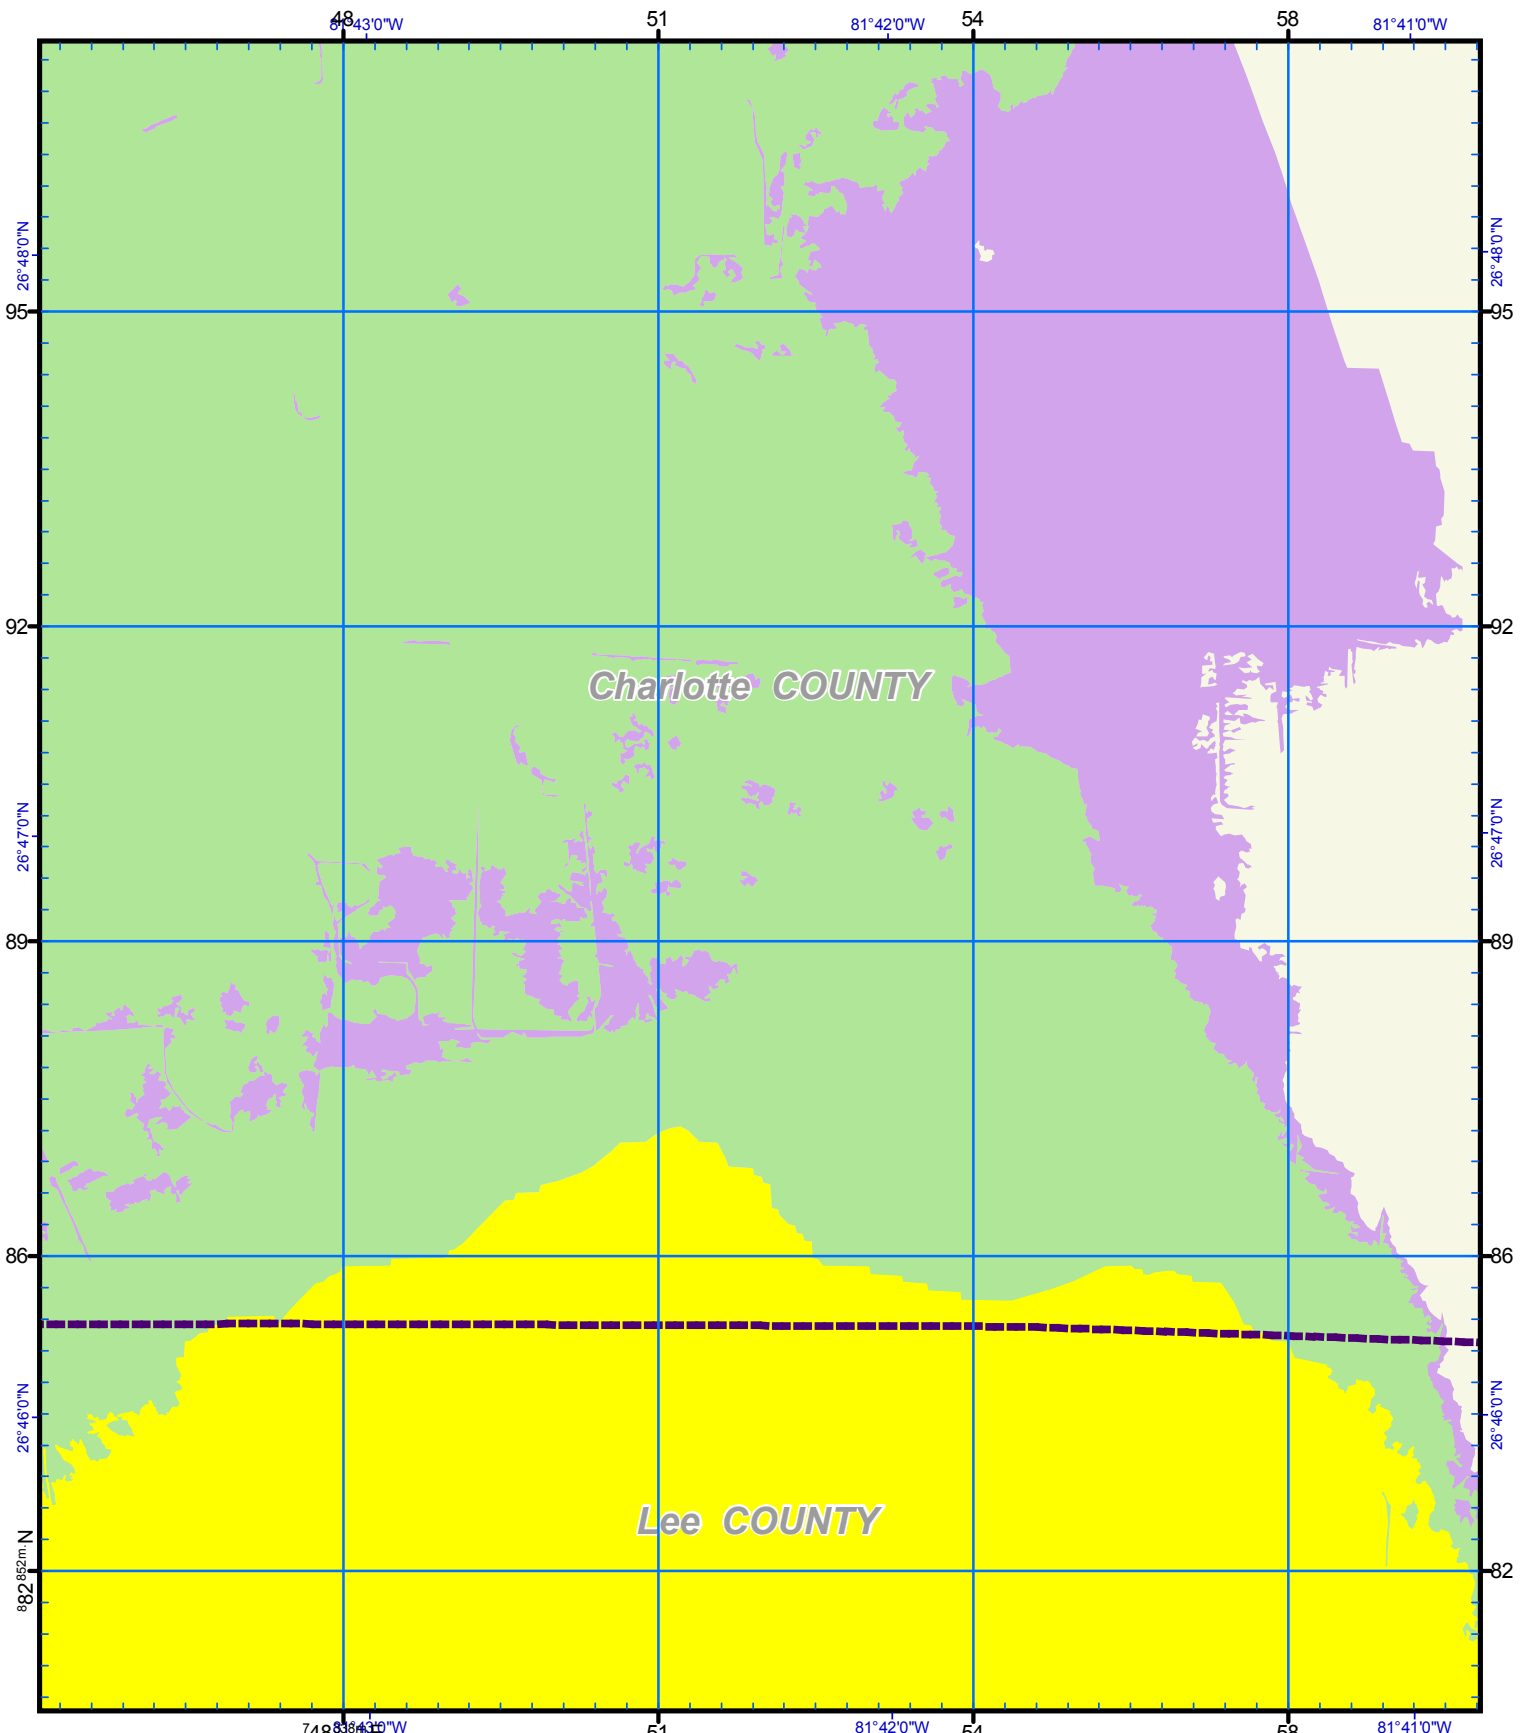 48 51 54 58
81°43'0"W 81°42'0"W 81°41'0"W
26°48'0"N 26°48'0"N
95 95
92 92
Charlotte COUNTY
26°47'0"N 26°47'0"N
89 89
86 86
26°46'0"N 26°46'0"N
Lee COUNTY
82 82
852m. N
81°42'0"W 81°41'0"W
51 54 58